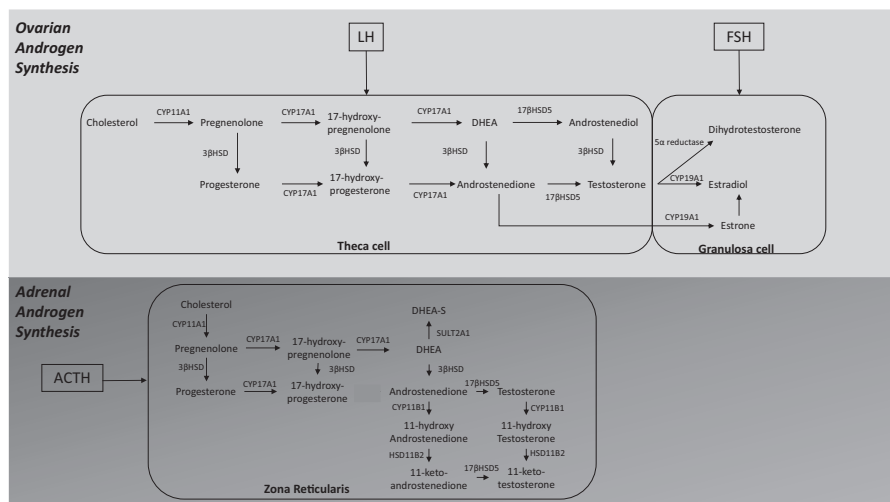 Ovarian
Androgen
Synthesis
LH
FSH
Cholesterol
CYP11A1
Pregnenolone
CYP17A1
17-hydroxy-
pregnenolone
CYP17A1
DHEA
17βHSD5
Androstenediol
Dihydrotestosterone
3βHSD
3βHSD
3βHSD
3βHSD
5α reductase
Progesterone
CYP17A1
17-hydroxy-
progesterone
CYP17A1
Androstenedione
17βHSD5
Testosterone
CYP19A1
Estradiol
CYP19A1
Estrone
Theca cell
Granulosa cell
Adrenal
Androgen
Synthesis
ACTH
Cholesterol
CYP11A1
Pregnenolone
CYP17A1
17-hydroxy-
pregnenolone
CYP17A1
DHEA-S
SULT2A1
DHEA
3βHSD
3βHSD
3βHSD
Progesterone
CYP17A1
17-hydroxy-
progesterone
Androstenedione
17βHSD5
Testosterone
CYP11B1
CYP11B1
11-hydroxy
Androstenedione
11-hydroxy
Testosterone
HSD11B2
HSD11B2
11-keto-
androstenedione
17βHSD5
11-keto-
testosterone
Zona Reticularis